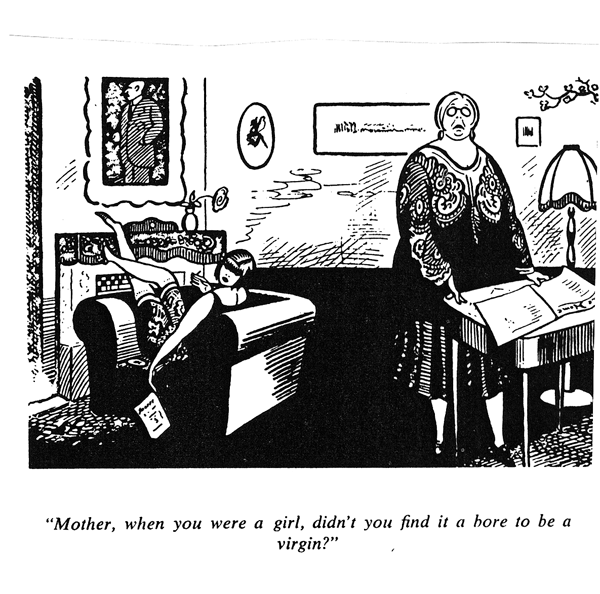 “Mother, when you were a girl, didn’t you find it a bore to be a
virgin?”